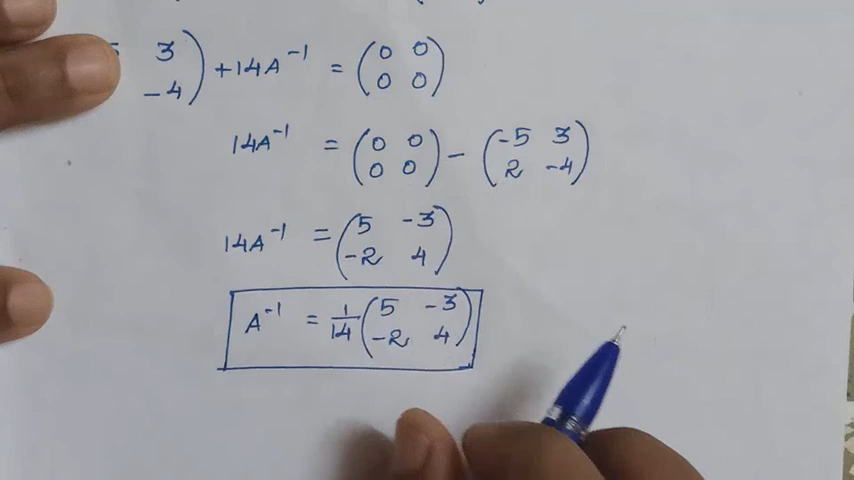 3 \\ -4) + 14A⁻¹ = (0 0 \\ 0 0)
14A⁻¹ = (0 0 \\ 0 0) - (-5 3 \\ 2 -4)
14A⁻¹ = (5 -3 \\ -2 4)
A⁻¹ = 1/14 (5 -3 \\ -2 4)